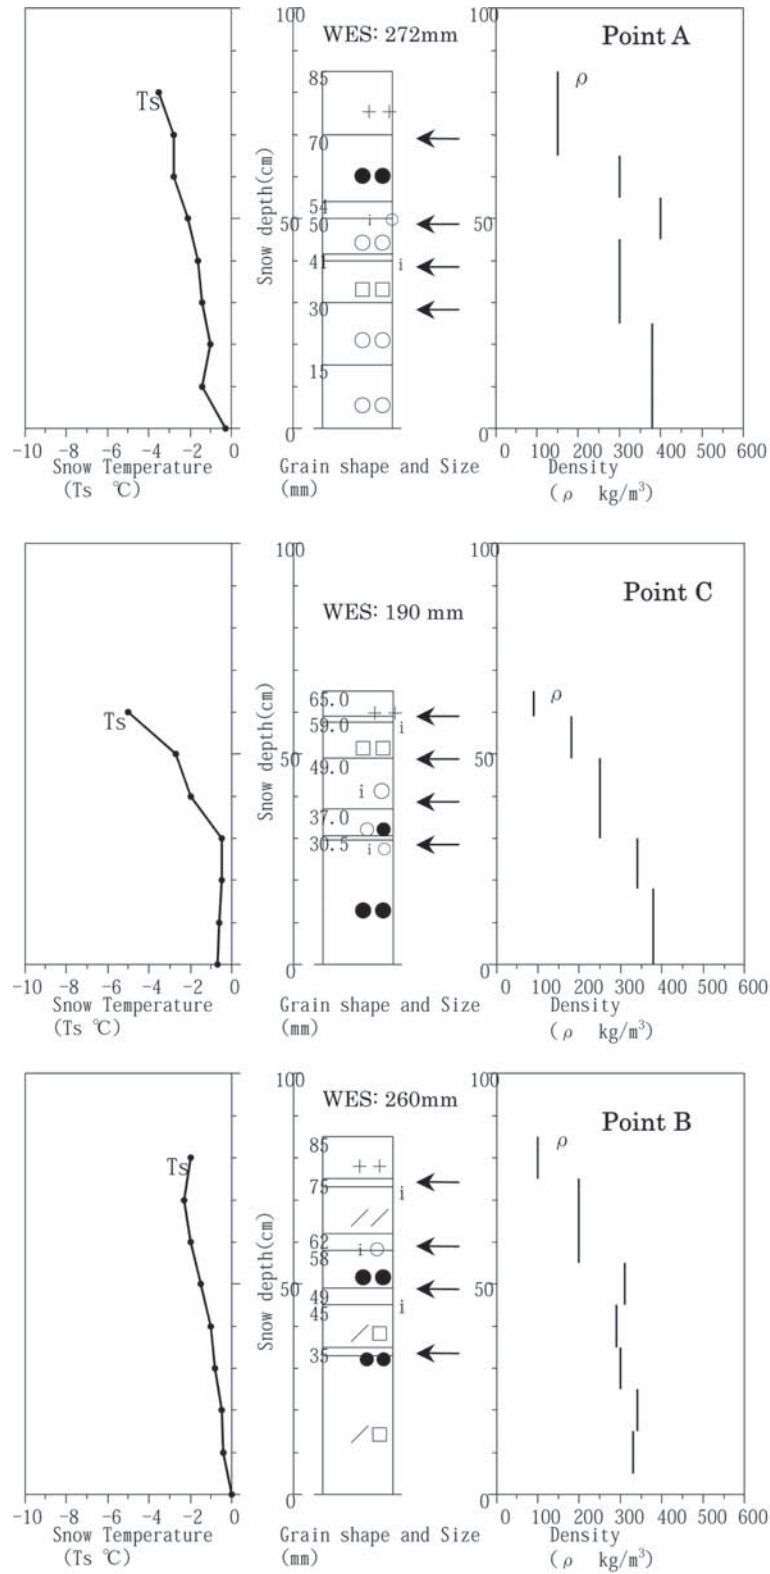 WES: 272mm
Point A
100
100
85
ρ
Ts
++
70
Snow depth(cm)
54
50
i
50
50
41
i
30
15
0
0
-10 -8 -6 -4 -2 0
0 100 200 300 400 500 600
Snow Temperature
Grain shape and Size
Density
(Ts ℃)
(mm)
(ρ kg/m³)
100
100
Point C
WES: 190 mm
65.0
ρ
Ts
++
59.0
i
Snow depth(cm)
50
49.0
50
i
37.0
30.5
i
0
0
-10 -8 -6 -4 -2 0
0 100 200 300 400 500 600
Snow Temperature
Grain shape and Size
Density
(Ts ℃)
(mm)
(ρ kg/m³)
100
100
WES: 260mm
Point B
85
ρ
Ts
++
75
i
Snow depth(cm)
62
i
58
50
50
49
45
i
35
0
0
-10 -8 -6 -4 -2 0
0 100 200 300 400 500 600
Snow Temperature
Grain shape and Size
Density
(Ts ℃)
(mm)
(ρ kg/m³)